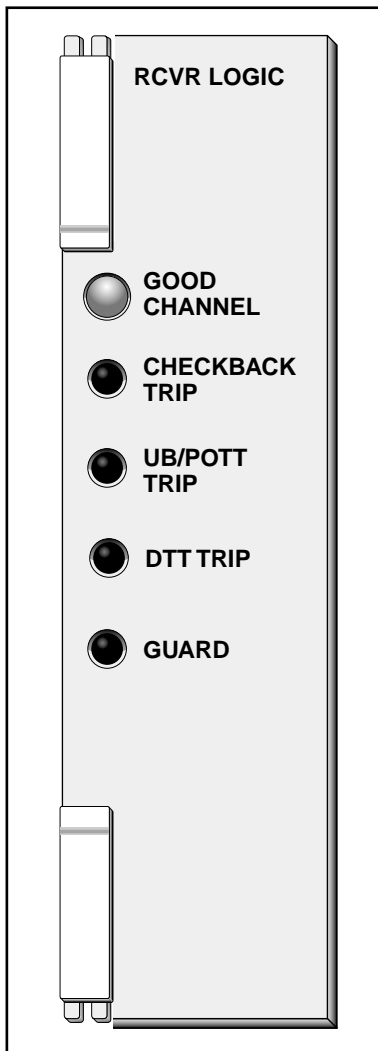 RCVR LOGIC
GOOD
CHANNEL
CHECKBACK
TRIP
UB/POTT
TRIP
DTT TRIP
GUARD